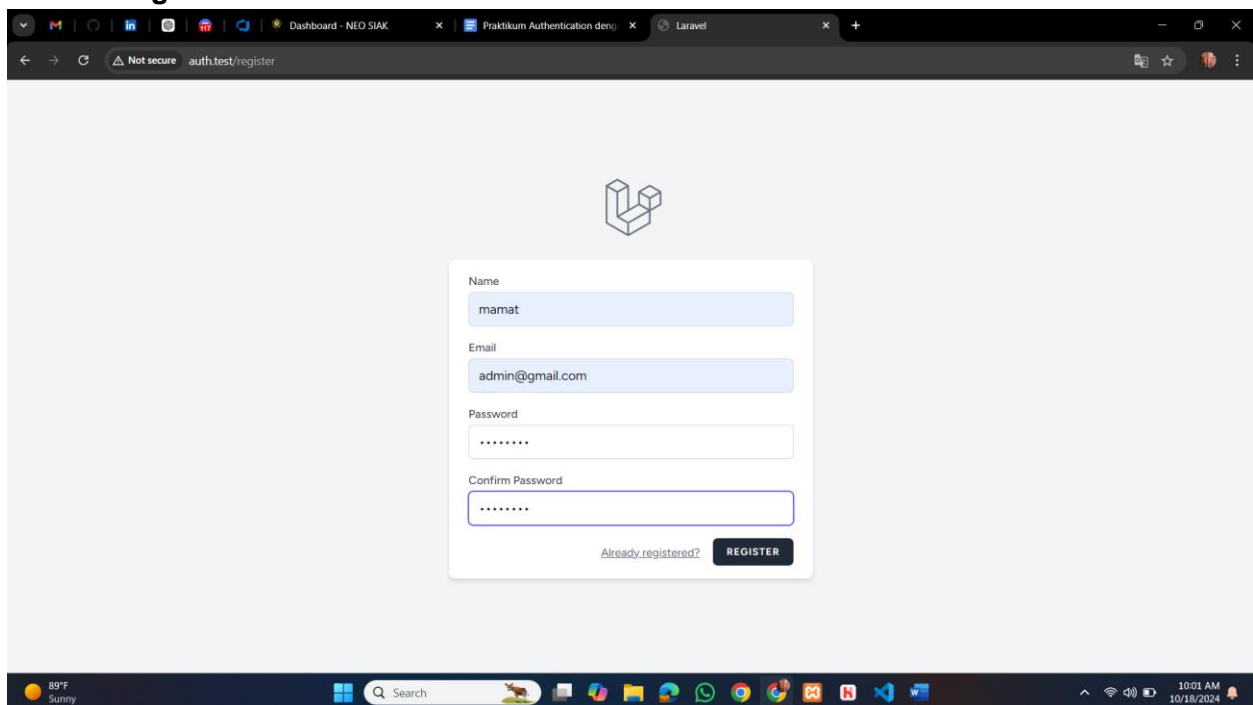 Dashboard - NEO SIAK
Praktikum Authentication deng
Laravel
Not secure auth.test/register
Name
mamat
Email
admin@gmail.com
Password
••••••••
Confirm Password
••••••••
Already registered? REGISTER
89°F
Sunny
Search
10:01 AM
10/18/2024